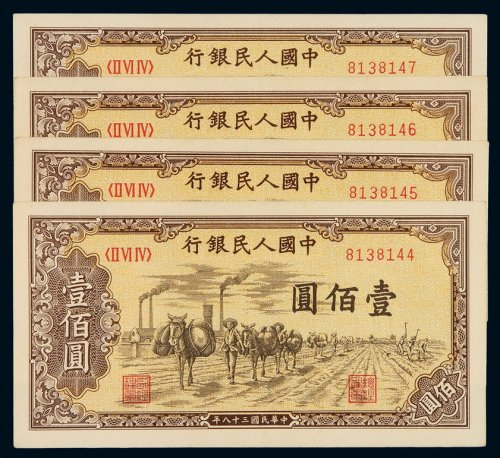 中國人民銀行
〈ⅡⅥⅣ〉 8138147
中國人民銀行
〈ⅡⅥⅣ〉 8138146
中國人民銀行
〈ⅡⅥⅣ〉 8138145
中國人民銀行
〈ⅡⅥⅣ〉 8138144
壹佰圓
壹佰圓
佰圓
中華民國三十八年